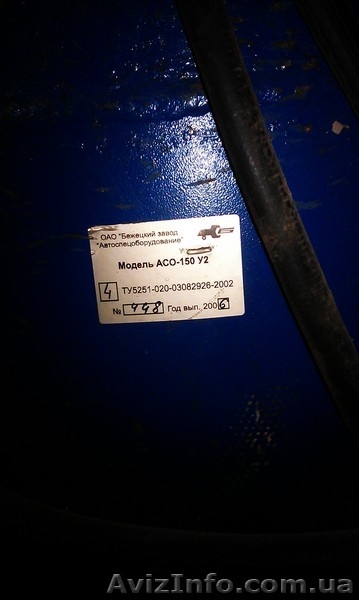 ОАО "Бежецкий завод
"Автоспецоборудование"
Модель АСО-150 У2
4 ТУ5251-020-03082926-2002
№ 448 Год вып. 2006
AvizInfo.com.ua